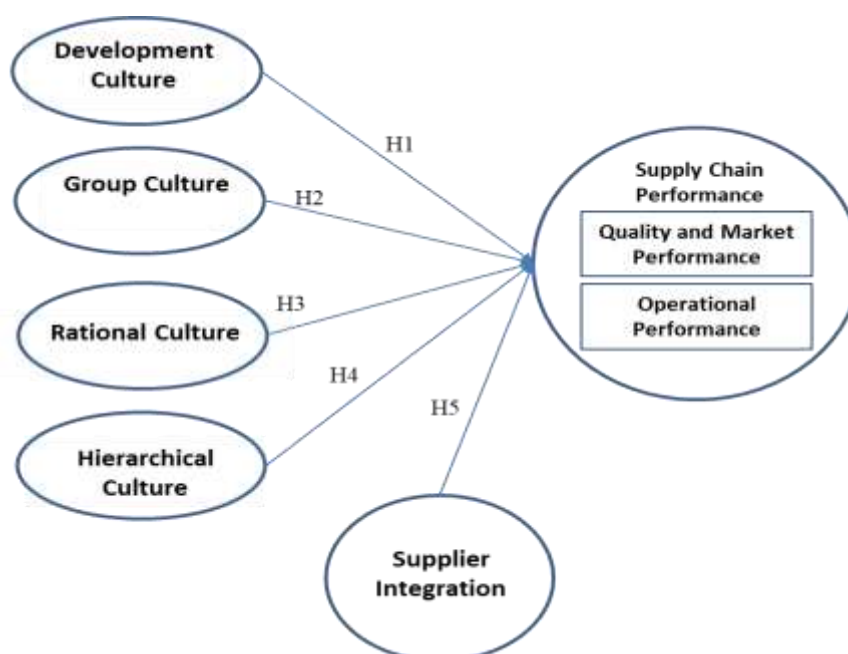 Development
Culture
H1
Group Culture
H2
Supply Chain
Performance
Quality and Market
Performance
Operational
Performance
H3
Rational Culture
H4
H5
Hierarchical
Culture
Supplier
Integration